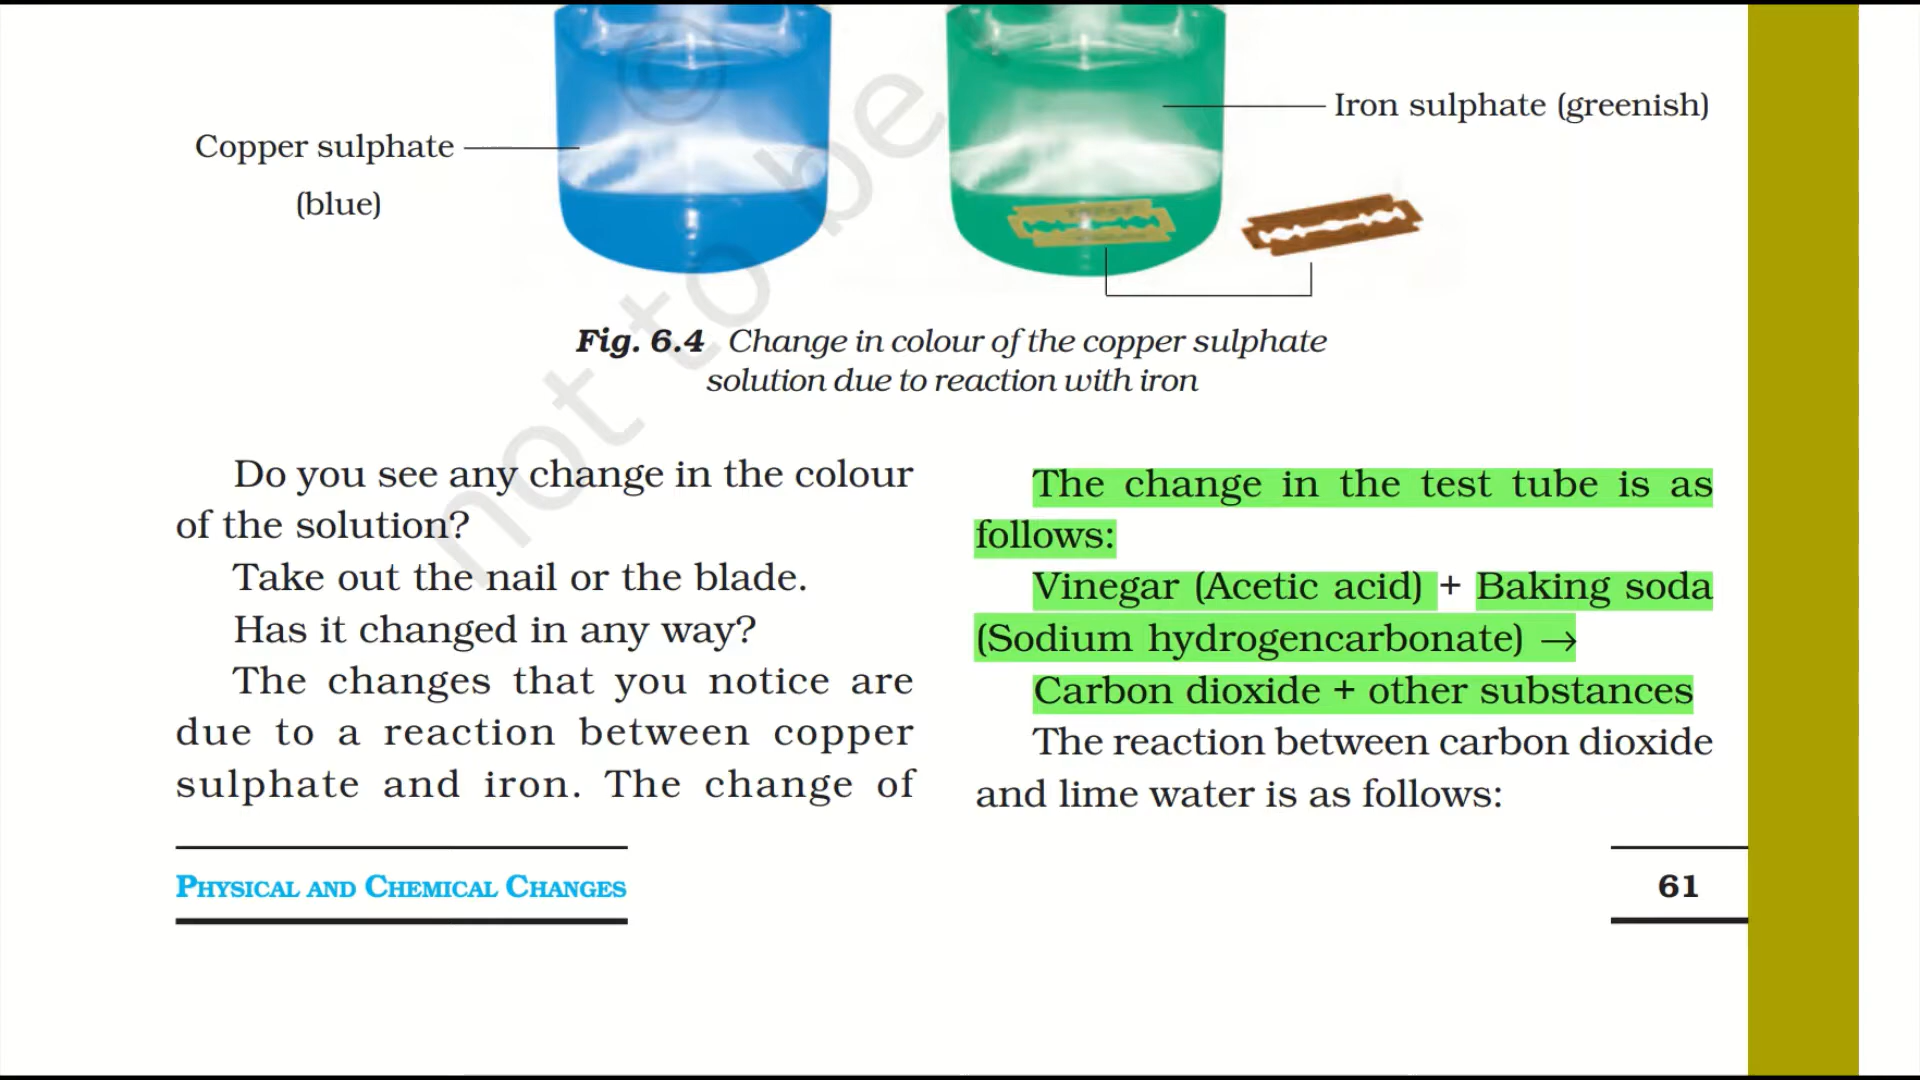 Copper sulphate
(blue)
Iron sulphate (greenish)
Fig. 6.4 Change in colour of the copper sulphate
solution due to reaction with iron
Do you see any change in the colour
of the solution?
Take out the nail or the blade.
Has it changed in any way?
The changes that you notice are
due to a reaction between copper
sulphate and iron. The change of
The change in the test tube is as
follows:
Vinegar (Acetic acid) + Baking soda
(Sodium hydrogencarbonate) →
Carbon dioxide + other substances
The reaction between carbon dioxide
and lime water is as follows:
PHYSICAL AND CHEMICAL CHANGES
61
© not to be